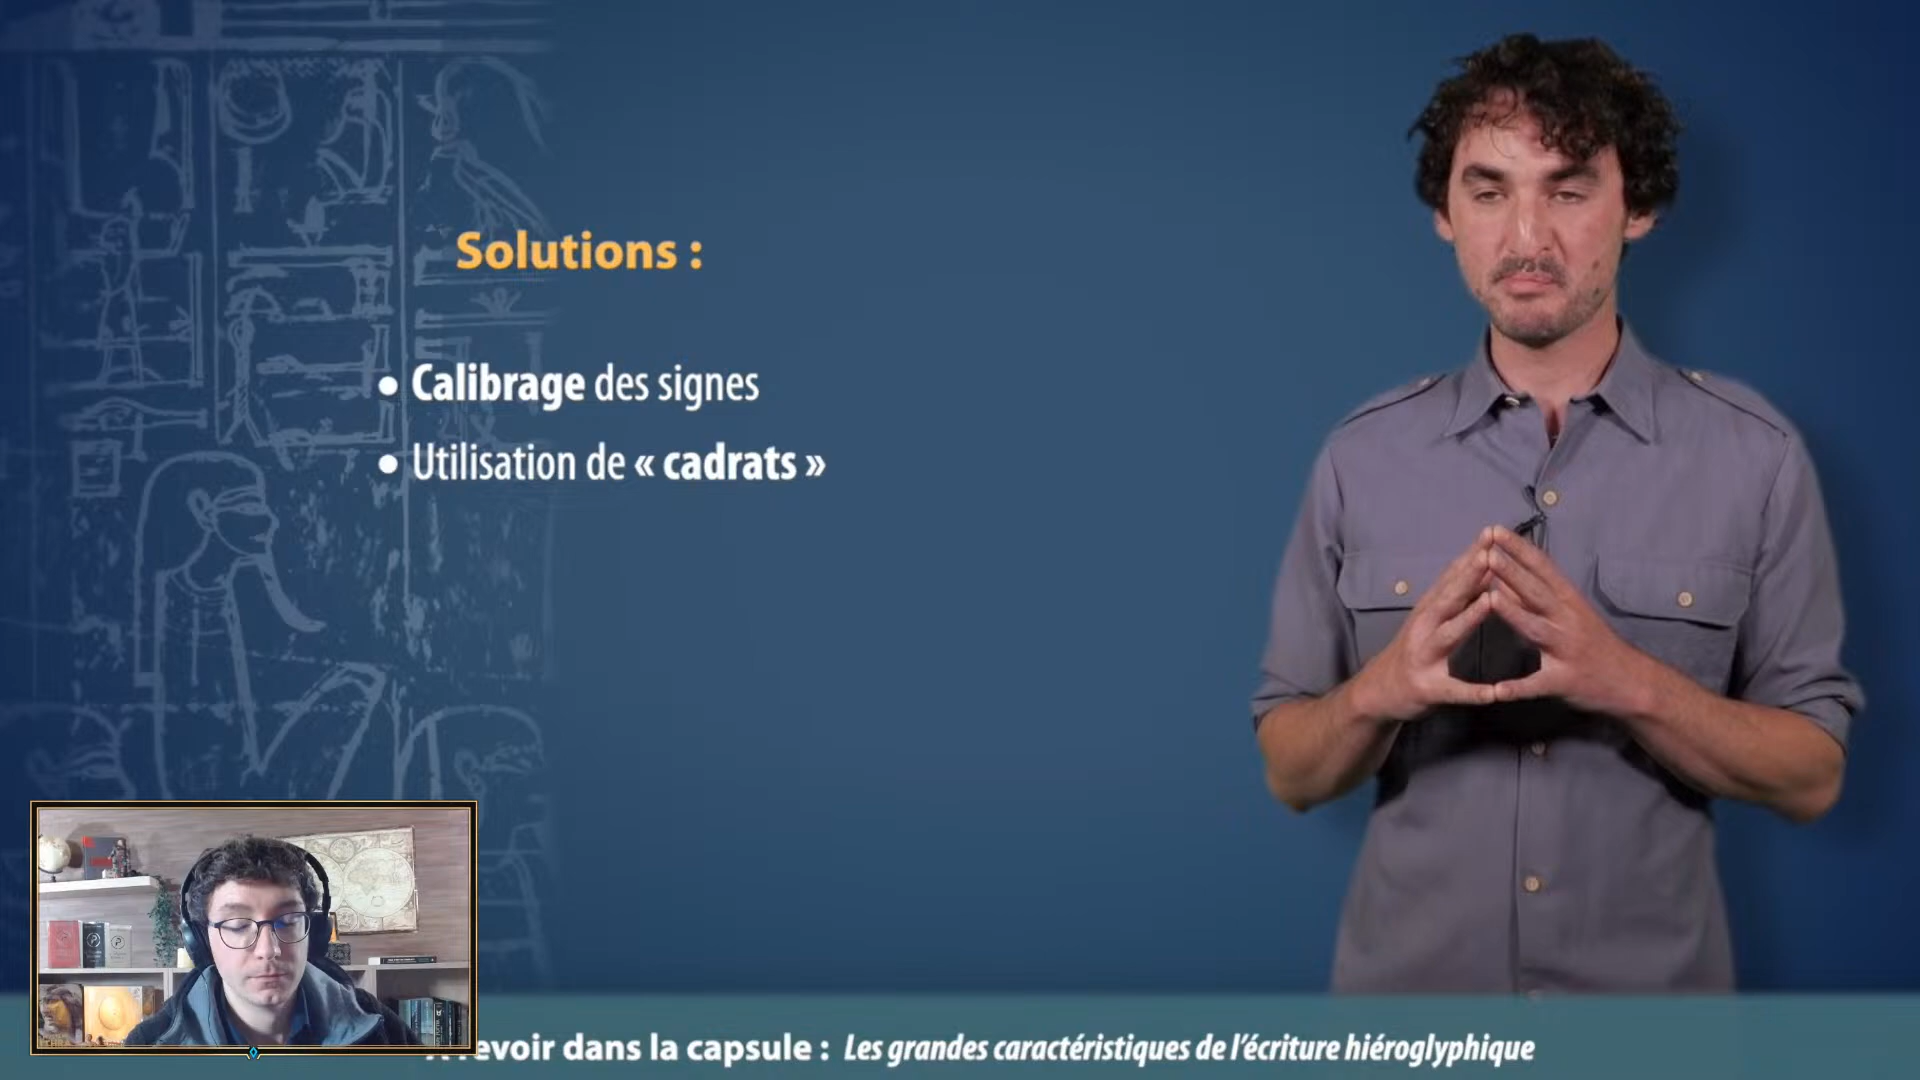 Solutions :
• Calibrage des signes
• Utilisation de « cadrats »
revoir dans la capsule : Les grandes caractéristiques de l'écriture hiéroglyphique